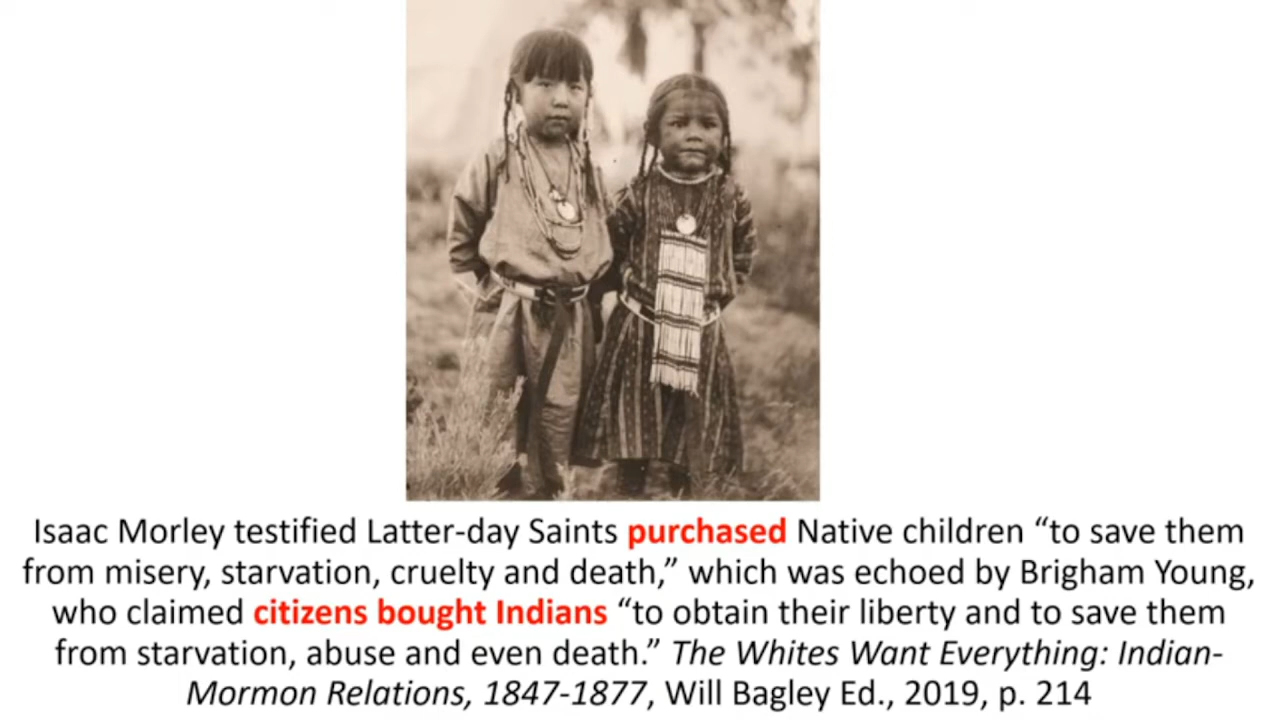 Isaac Morley testified Latter-day Saints purchased Native children “to save them
from misery, starvation, cruelty and death,” which was echoed by Brigham Young,
who claimed citizens bought Indians “to obtain their liberty and to save them
from starvation, abuse and even death.” The Whites Want Everything: Indian-
Mormon Relations, 1847-1877, Will Bagley Ed., 2019, p. 214